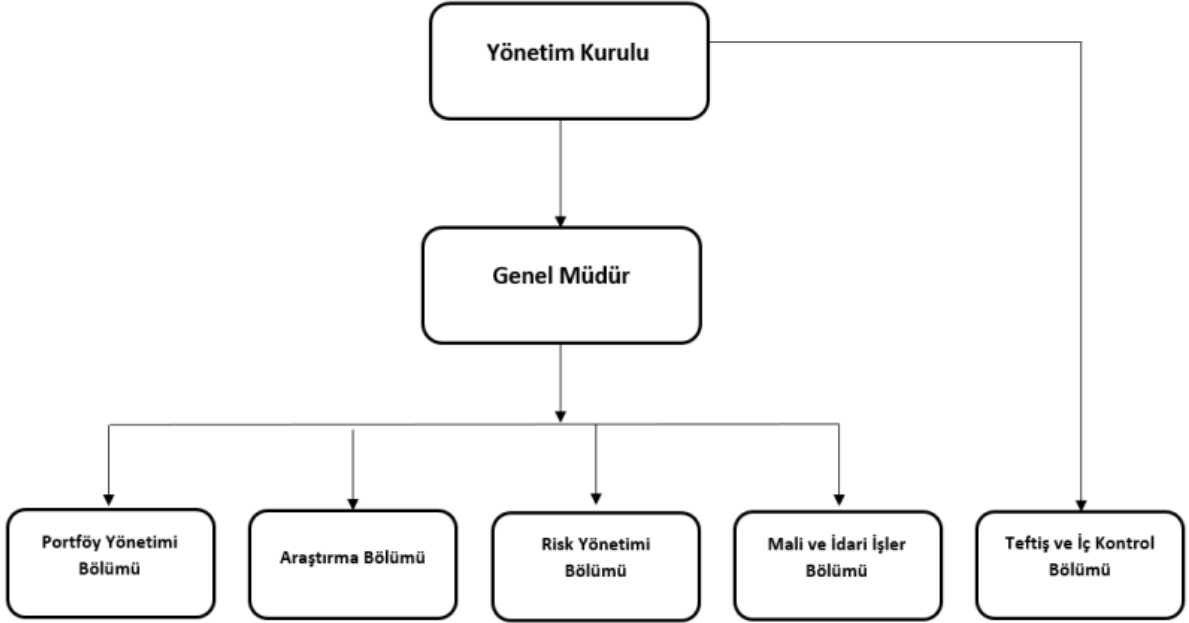 Yönetim Kurulu
Genel Müdür
Portföy Yönetimi
Bölümü
Araştırma Bölümü
Risk Yönetimi
Bölümü
Mali ve İdari İşler
Bölümü
Teftiş ve İç Kontrol
Bölümü